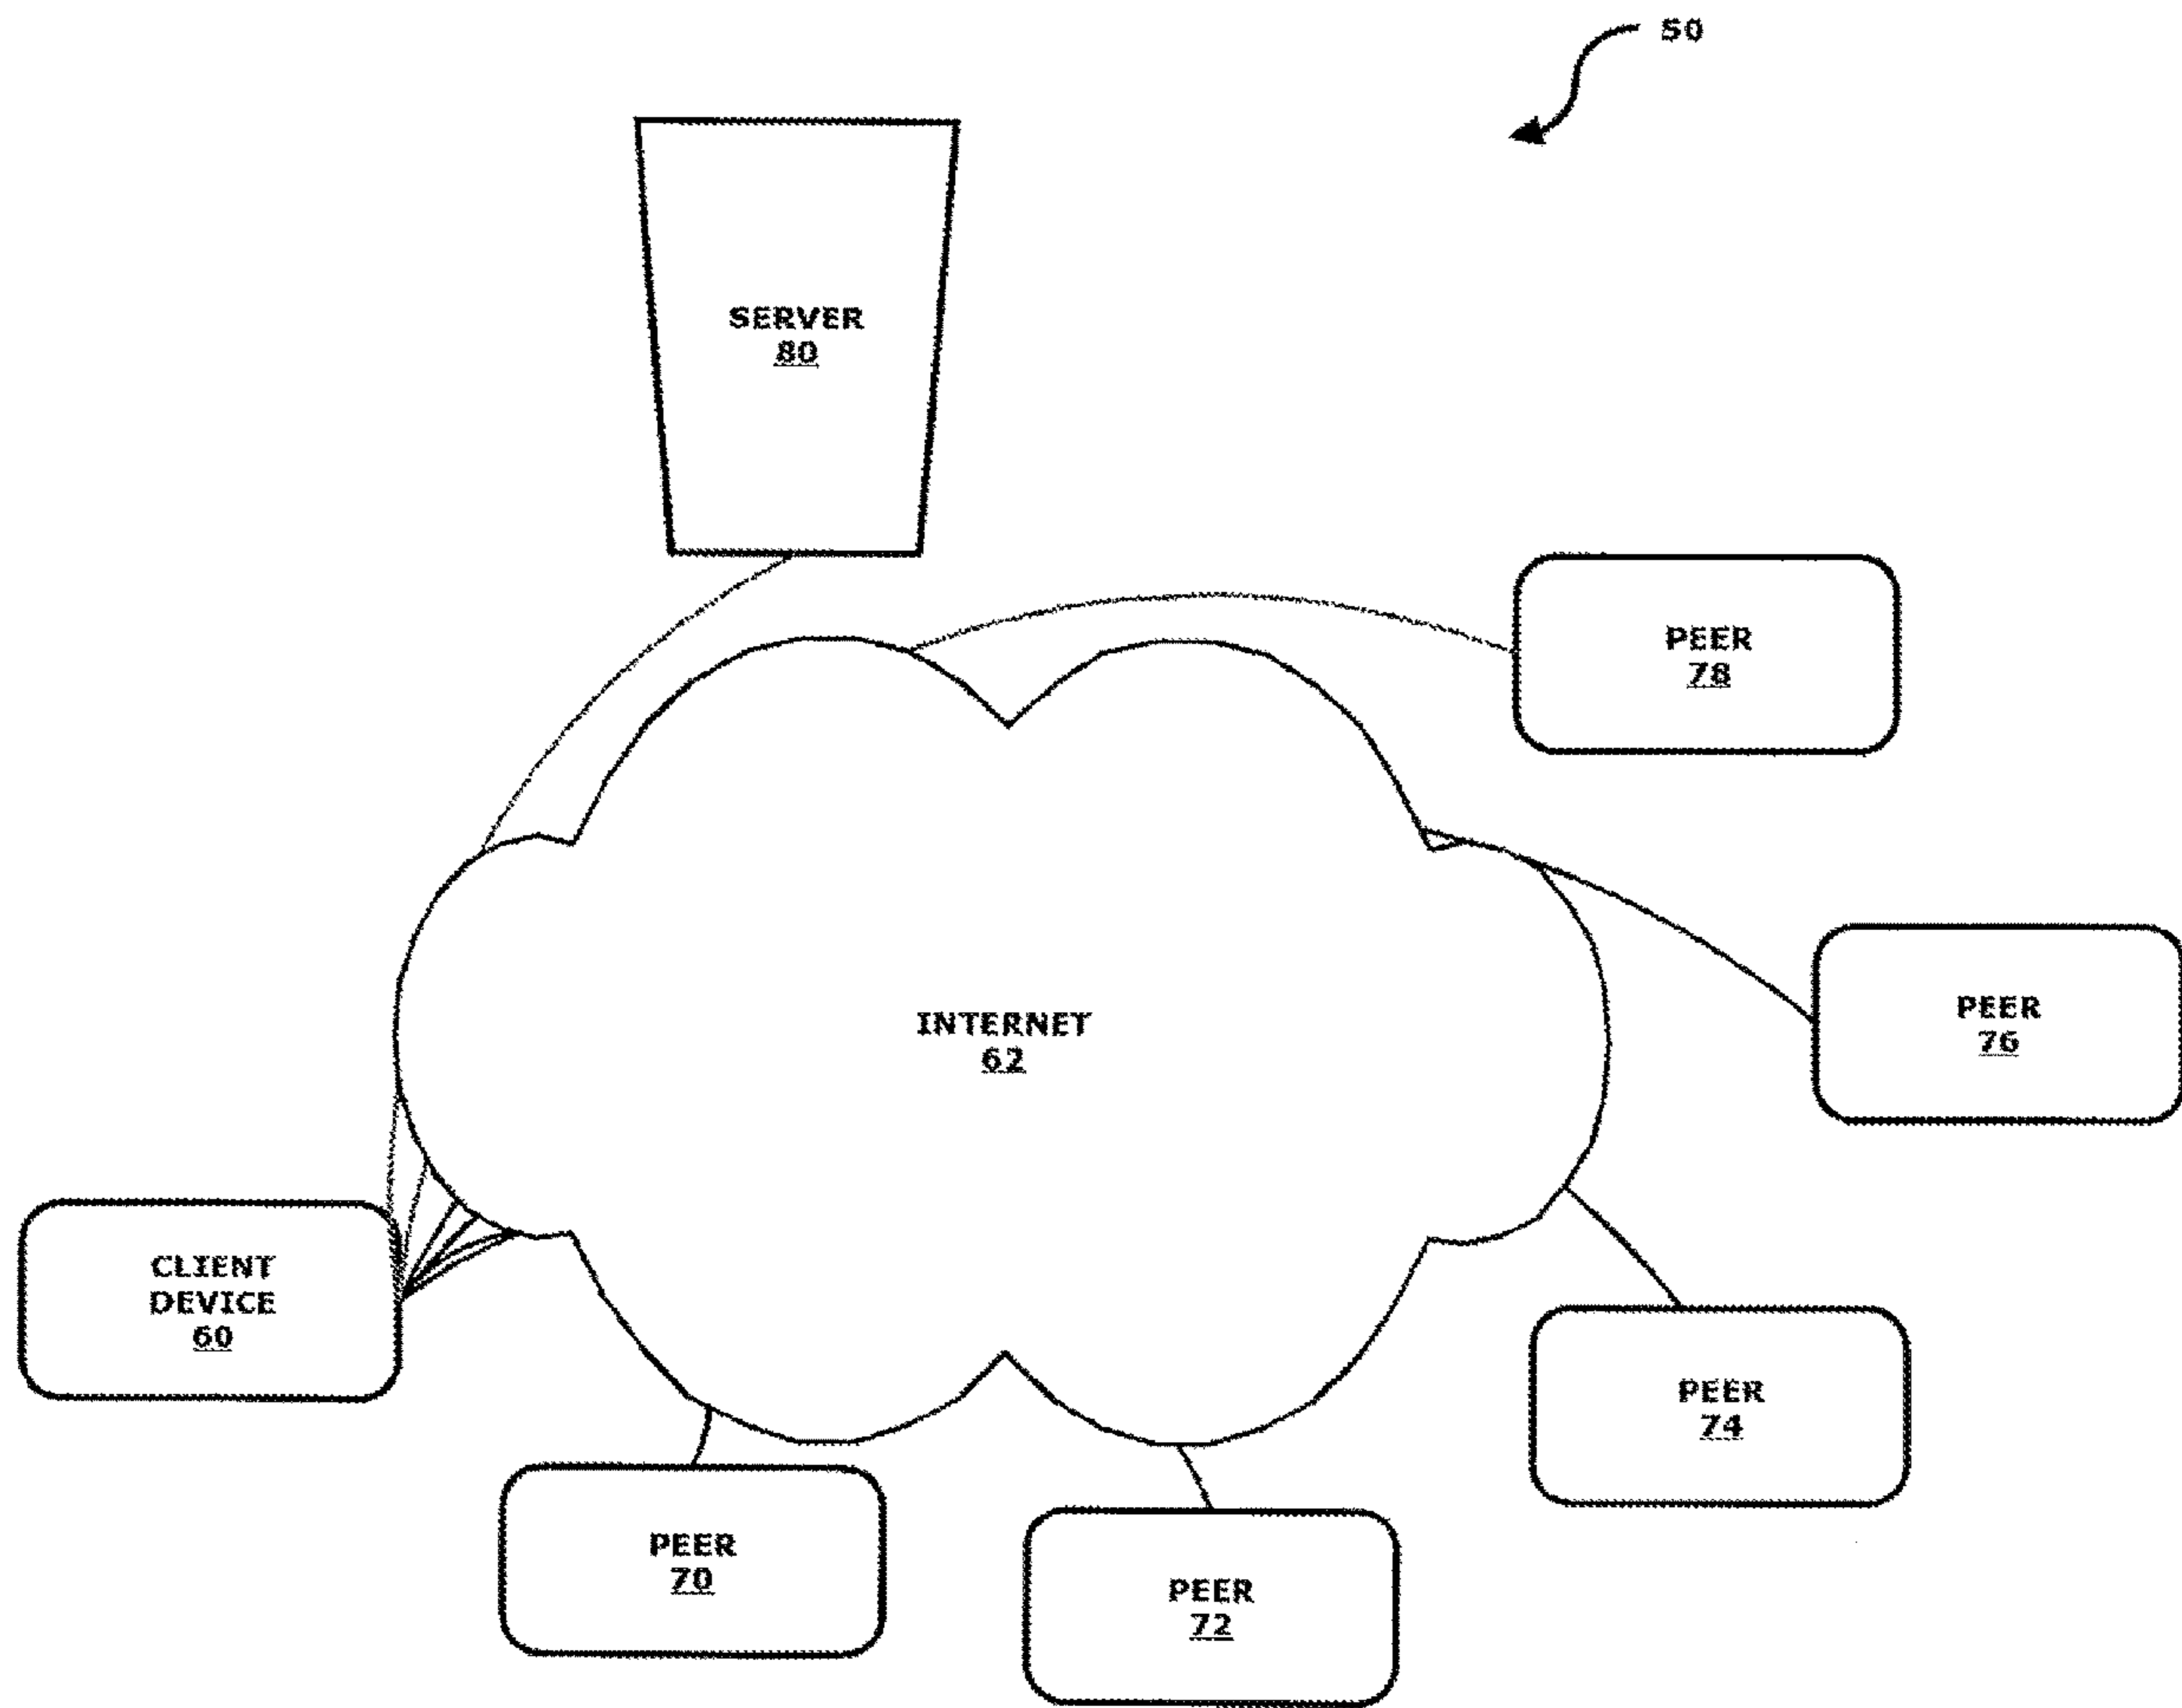 50
SERVER
80
PEER
78
PEER
76
INTERNET
62
CLIENT
DEVICE
60
PEER
74
PEER
70
PEER
72